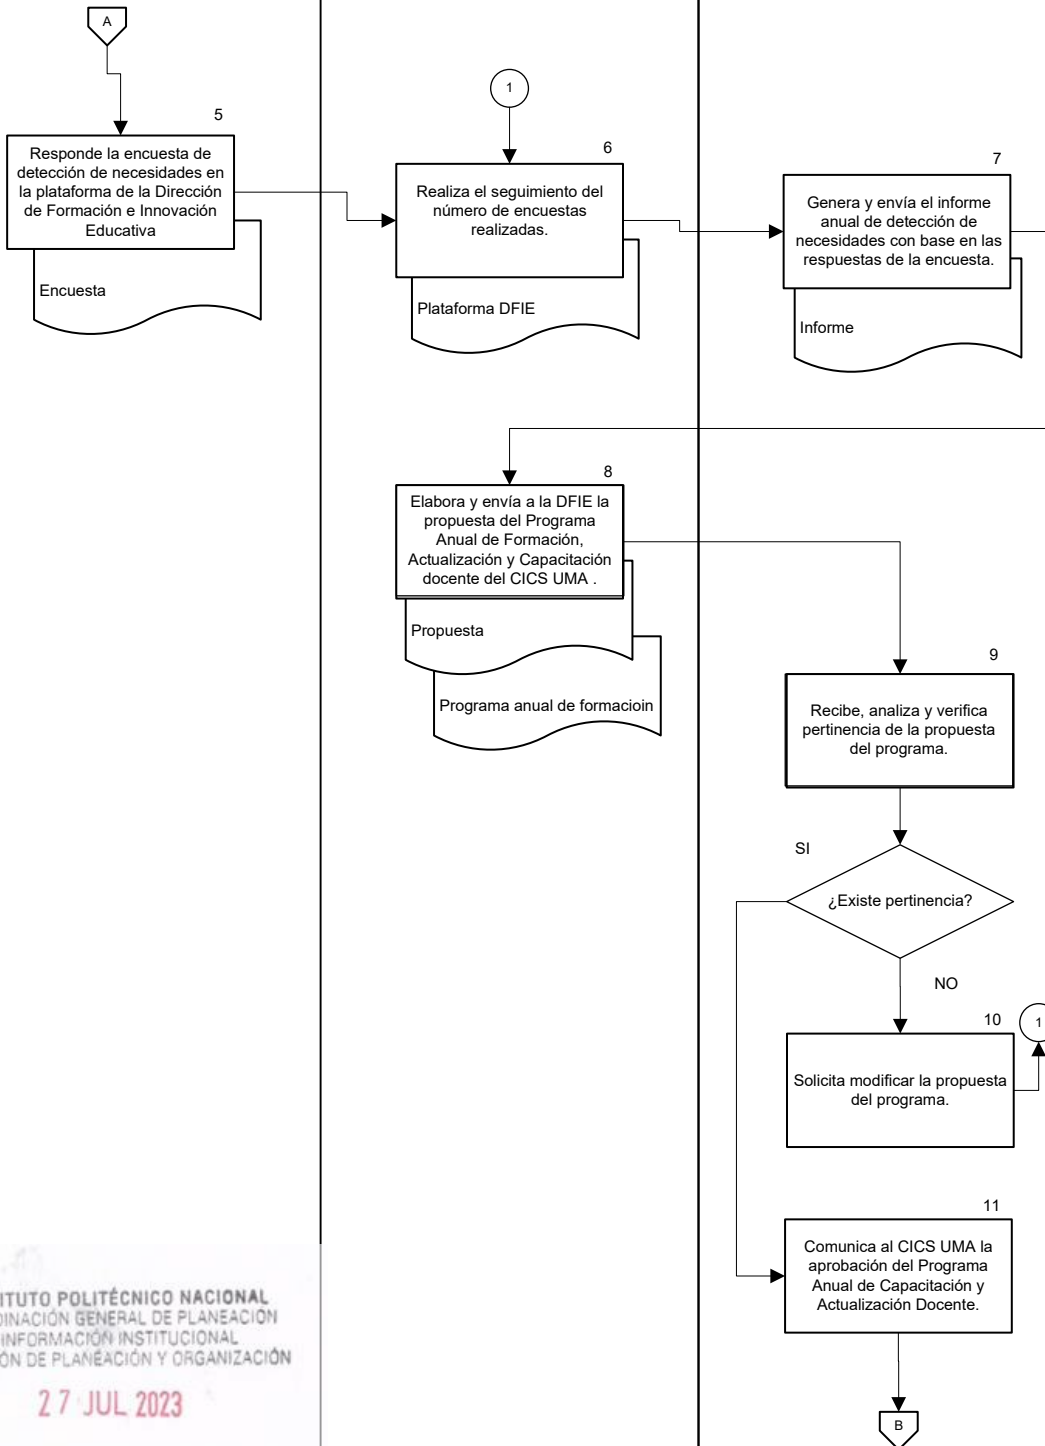 A
5
Responde la encuesta de
detección de necesidades en
la plataforma de la Dirección
de Formación e Innovación
Educativa
Encuesta
1
6
Realiza el seguimiento del
número de encuestas
realizadas.
Plataforma DFIE
7
Genera y envía el informe
anual de detección de
necesidades con base en las
respuestas de la encuesta.
Informe
8
Elabora y envía a la DFIE la
propuesta del Programa
Anual de Formación,
Actualización y Capacitación
docente del CICS UMA .
Propuesta
Programa anual de formacioin
9
Recibe, analiza y verifica
pertinencia de la propuesta
del programa.
SI
¿Existe pertinencia?
NO
10
1
Solicita modificar la propuesta
del programa.
11
Comunica al CICS UMA la
aprobación del Programa
Anual de Capacitación y
Actualización Docente.
B
ITUTO POLITÉCNICO NACIONAL
DINACIÓN GENERAL DE PLANEACIÓN
INFORMACIÓN INSTITUCIONAL
ÓN DE PLANEACIÓN Y ORGANIZACIÓN
27 JUL 2023